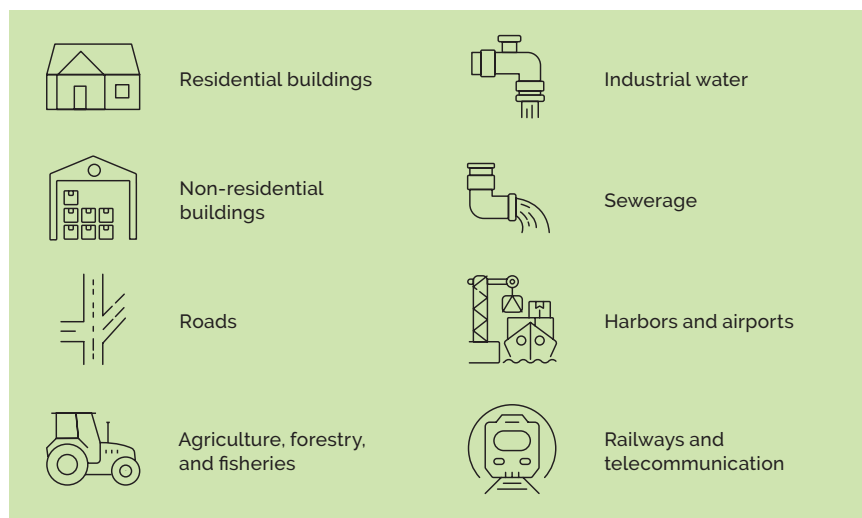 Residential buildings
Industrial water
Non-residential
buildings
Sewerage
Roads
Harbors and airports
Agriculture, forestry,
and fisheries
Railways and
telecommunication